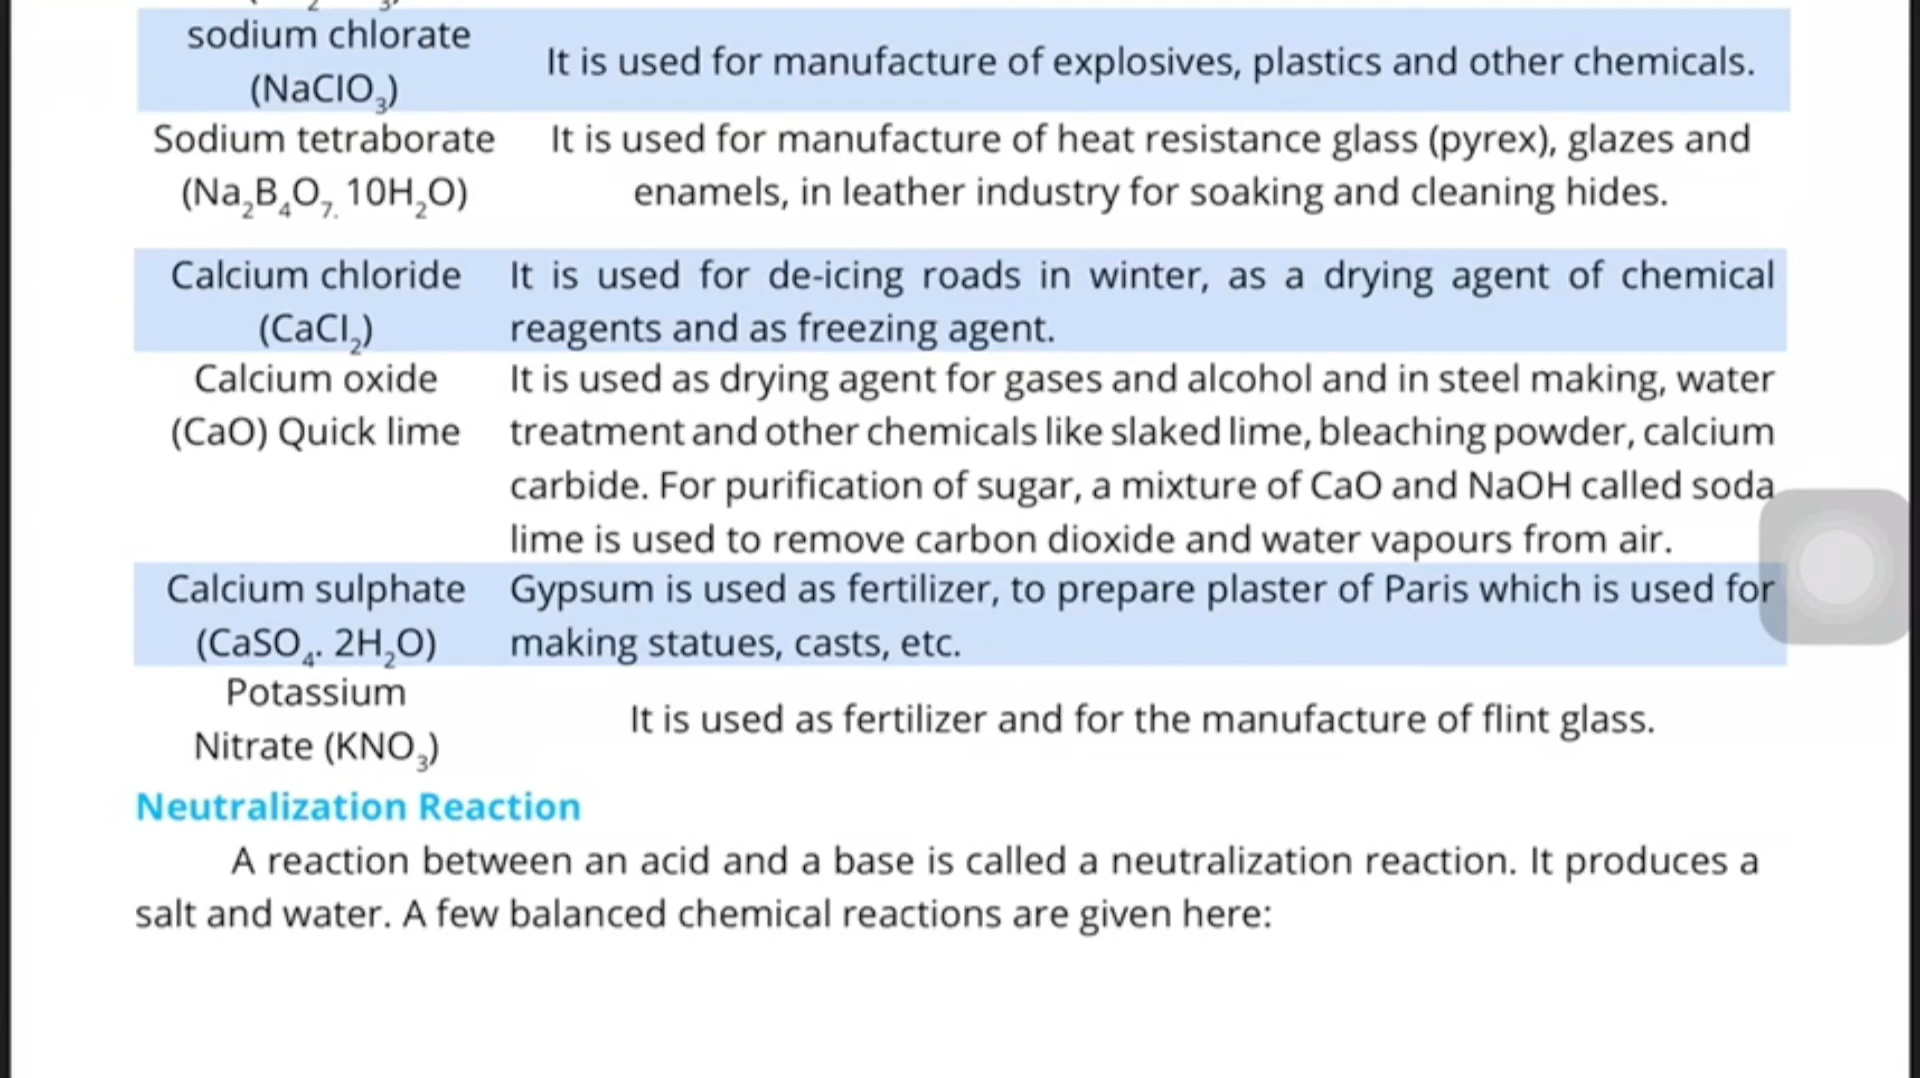 sodium chlorate
(NaClO₃)
It is used for manufacture of explosives, plastics and other chemicals.
Sodium tetraborate
(Na₂B₄O₇. 10H₂O)
It is used for manufacture of heat resistance glass (pyrex), glazes and
enamels, in leather industry for soaking and cleaning hides.
Calcium chloride
(CaCl₂)
It is used for de-icing roads in winter, as a drying agent of chemical
reagents and as freezing agent.
Calcium oxide
(CaO) Quick lime
It is used as drying agent for gases and alcohol and in steel making, water
treatment and other chemicals like slaked lime, bleaching powder, calcium
carbide. For purification of sugar, a mixture of CaO and NaOH called soda
lime is used to remove carbon dioxide and water vapours from air.
Calcium sulphate
(CaSO₄. 2H₂O)
Gypsum is used as fertilizer, to prepare plaster of Paris which is used for
making statues, casts, etc.
Potassium
Nitrate (KNO₃)
It is used as fertilizer and for the manufacture of flint glass.
Neutralization Reaction
A reaction between an acid and a base is called a neutralization reaction. It produces a
salt and water. A few balanced chemical reactions are given here: